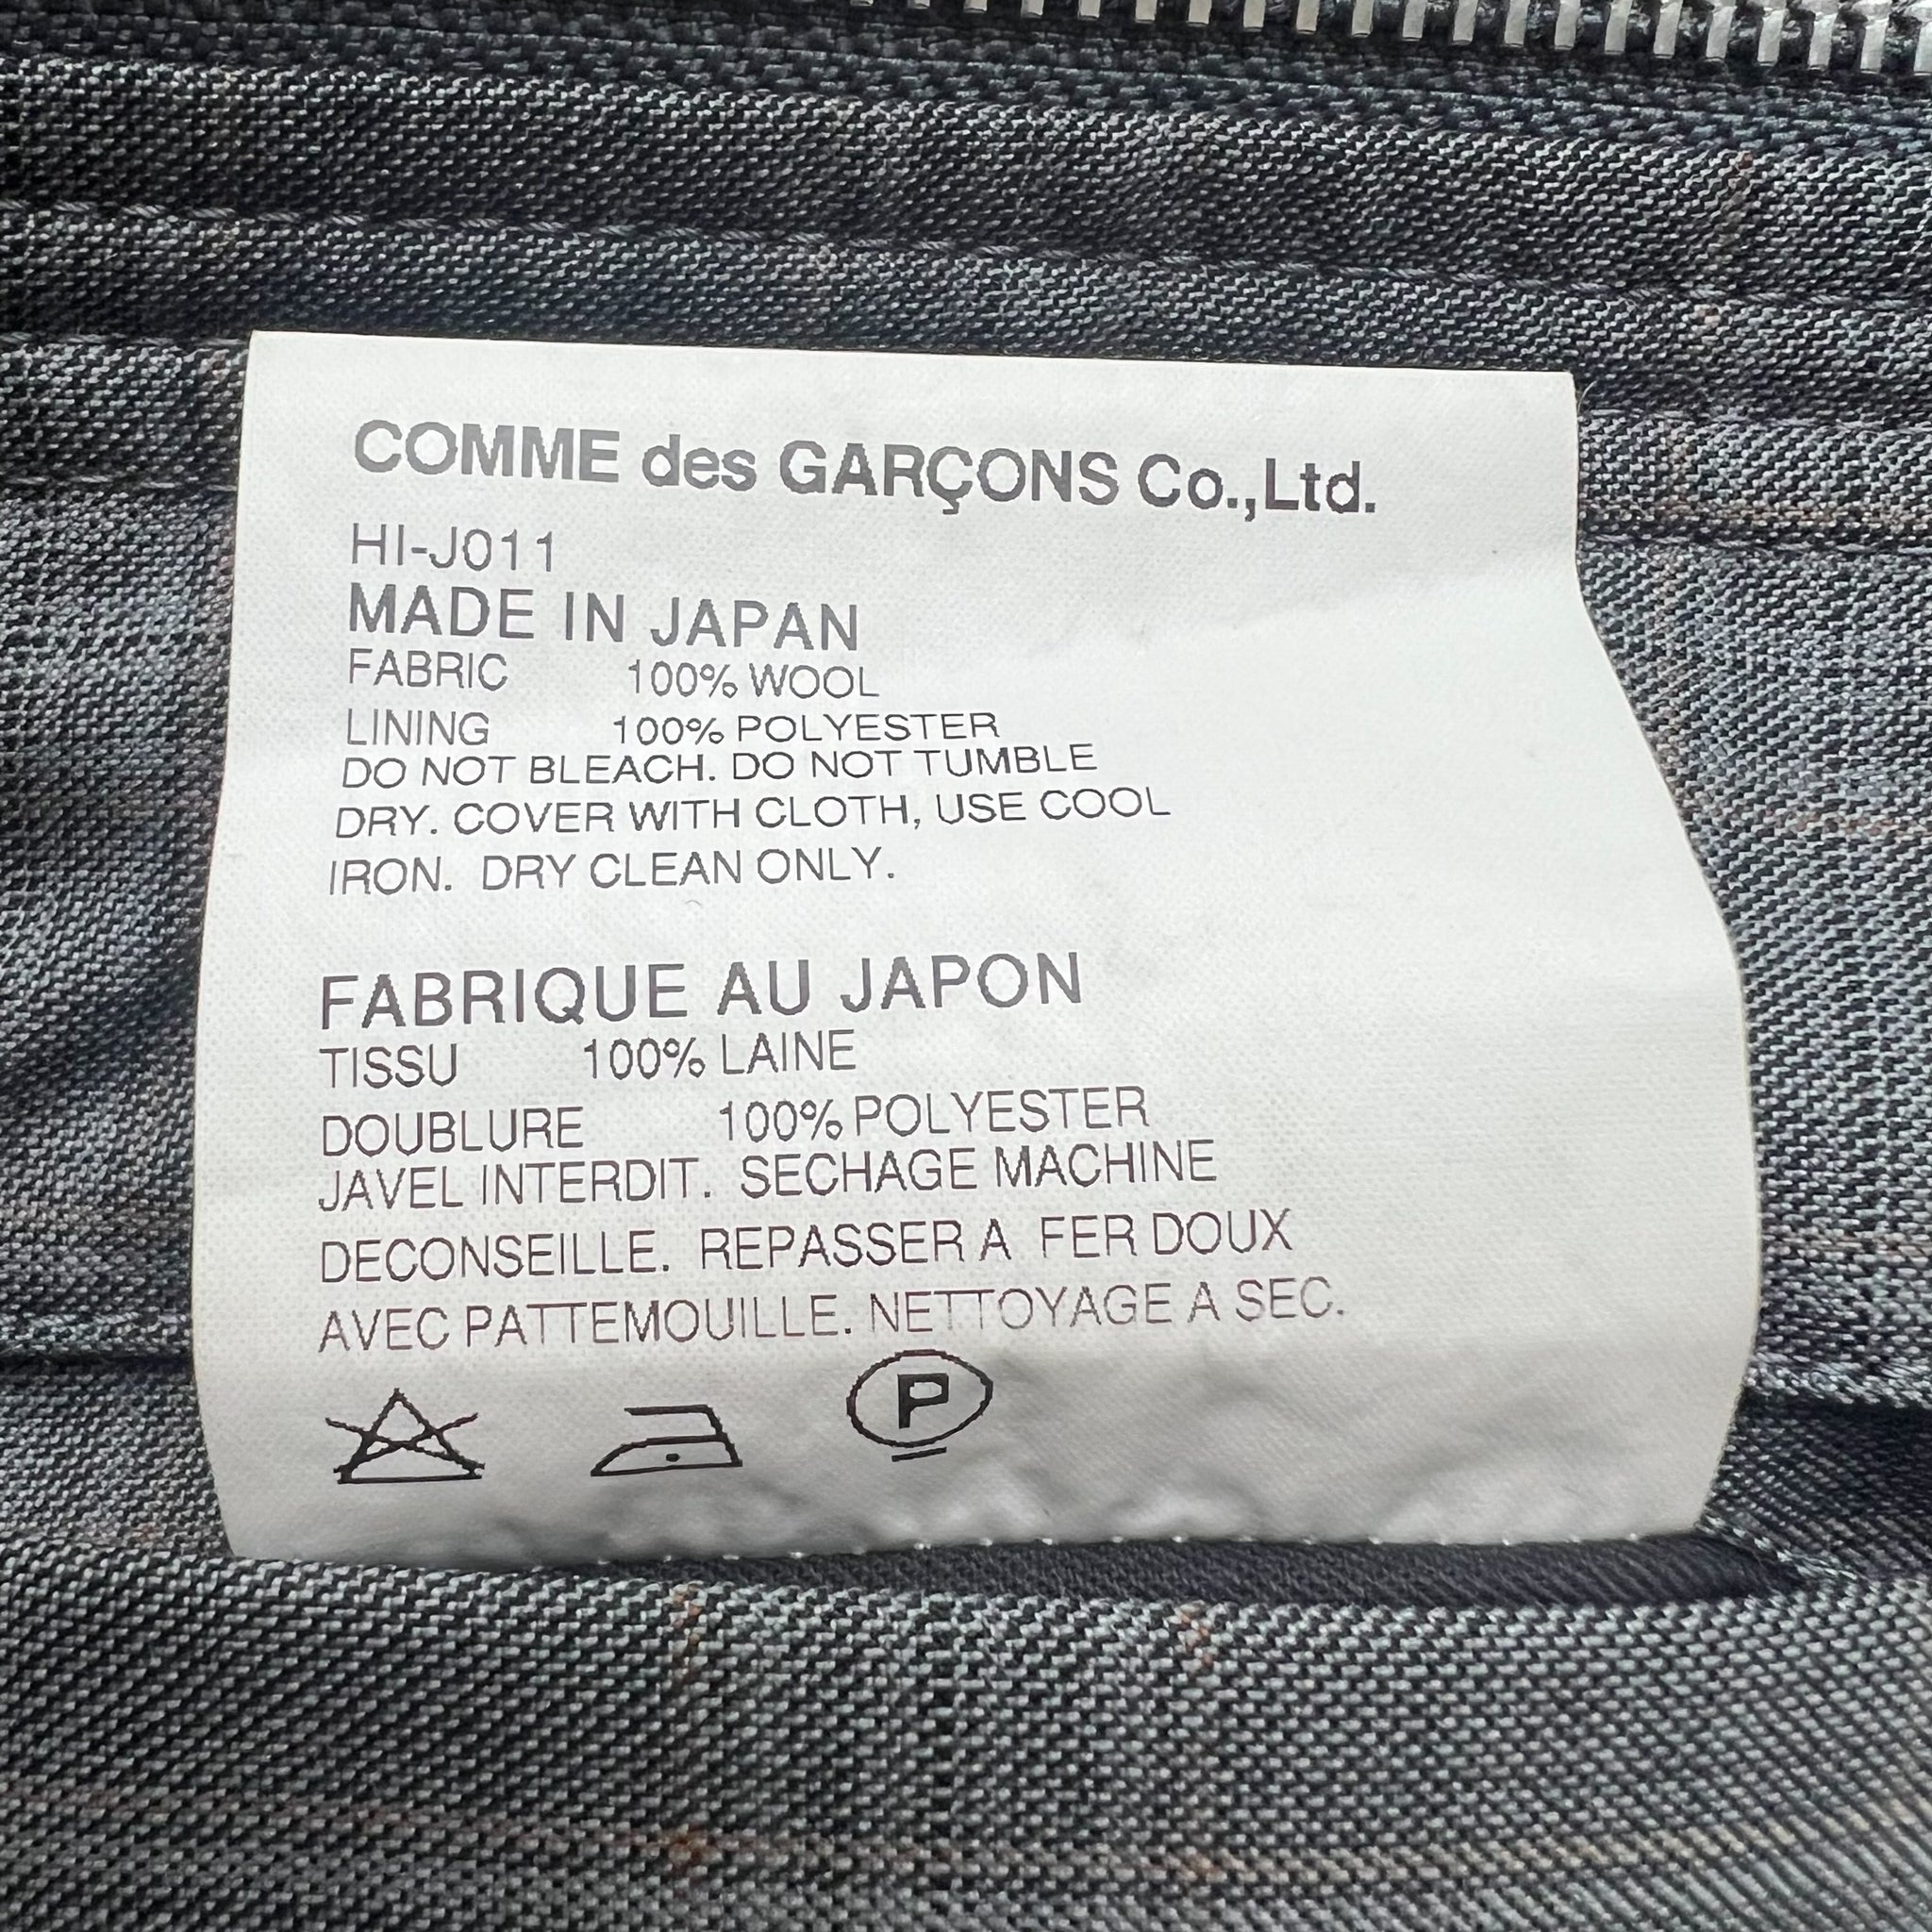 COMME des GARÇONS Co.,Ltd.
HI-J011
MADE IN JAPAN
FABRIC 100% WOOL
LINING 100% POLYESTER
DO NOT BLEACH. DO NOT TUMBLE
DRY. COVER WITH CLOTH, USE COOL
IRON. DRY CLEAN ONLY.
FABRIQUE AU JAPON
TISSU 100% LAINE
DOUBLURE 100% POLYESTER
JAVEL INTERDIT. SECHAGE MACHINE
DECONSEILLE. REPASSER A FER DOUX
AVEC PATTEMOUILLE. NETTOYAGE A SEC.
P